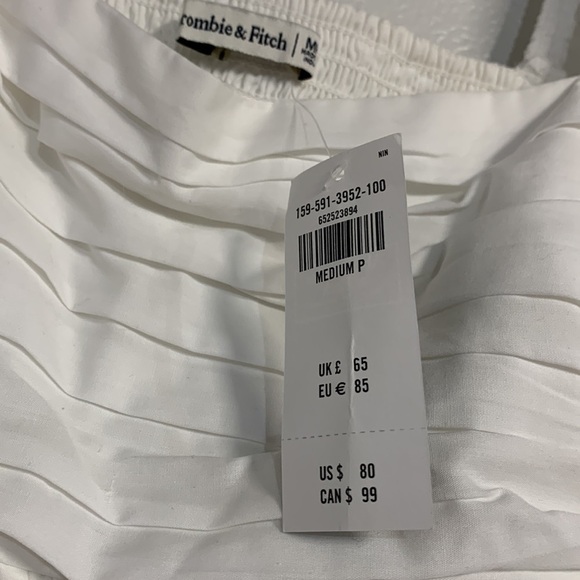 rombie & Fitch | M
NIN
159-591-3952-100
652523894
MEDIUM P
UK £ 65
EU € 85
US $ 80
CAN $ 99